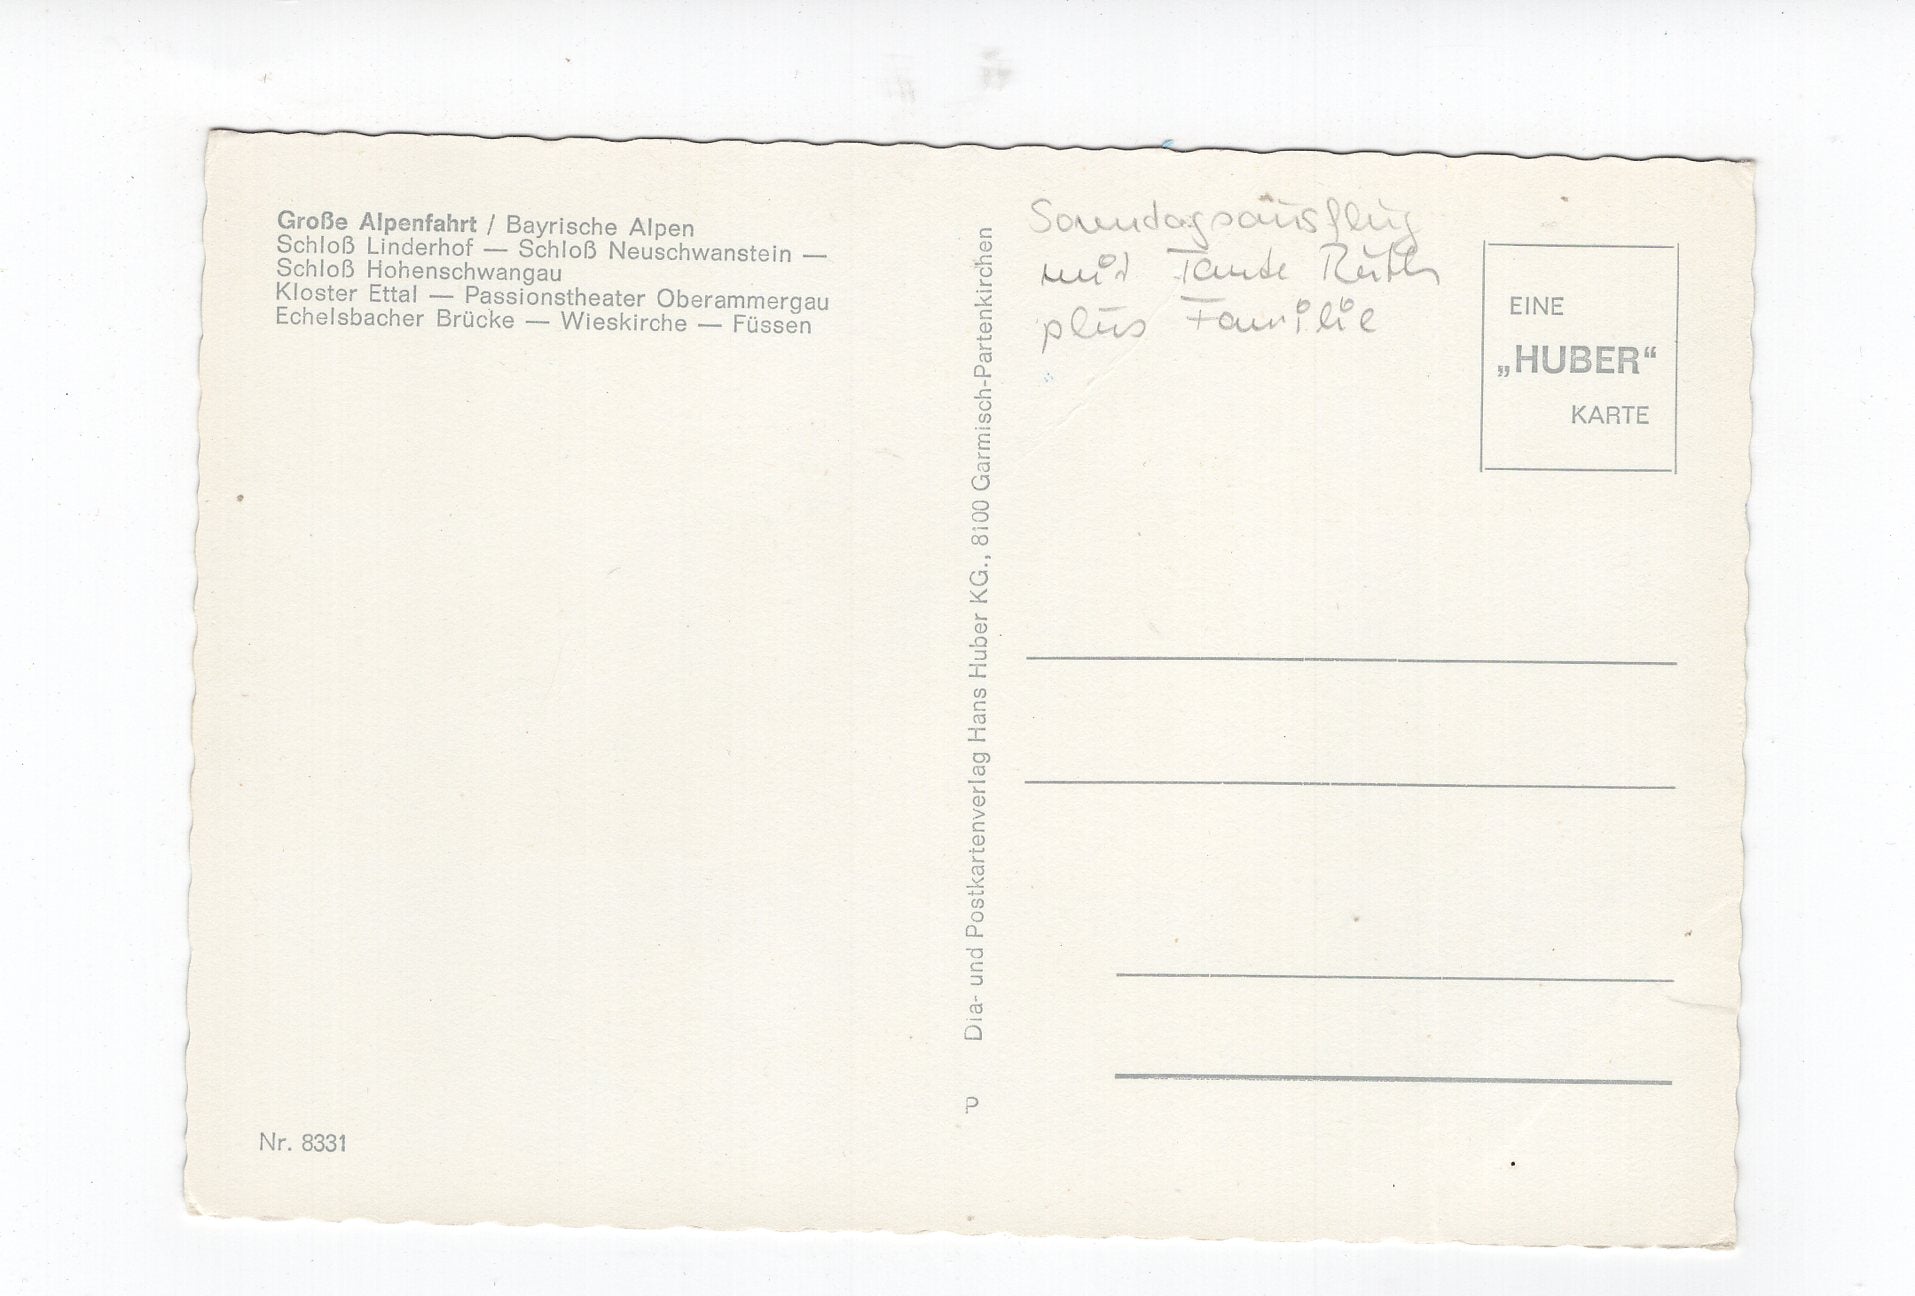 Große Alpenfahrt / Bayrische Alpen
Schloß Linderhof — Schloß Neuschwanstein —
Schloß Hohenschwangau
Kloster Ettal — Passionstheater Oberammergau
Echelsbacher Brücke — Wieskirche — Füssen
Nr. 8331
Dia- und Postkartenverlag Hans Huber KG., 8100 Garmisch-Partenkirchen
Sonndagsausflug
mit Tante Ruth
plus Familie
EINE
„HUBER“
KARTE